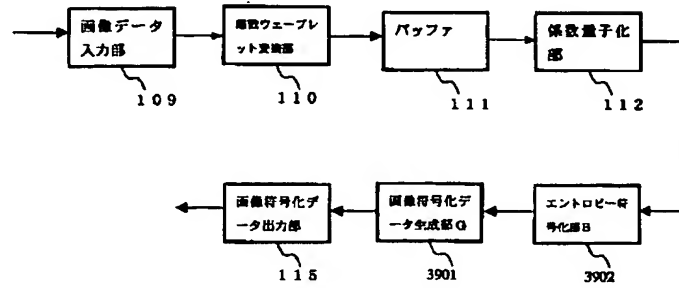 画像データ
入力部
離散ウェーブレ
ット変換部
バッファ
係数量子化
部
109
110
111
112
画像符号化デ
ータ出力部
画像符号化デ
ータ生成部G
エントロピー符
号化部B
115
3901
3902